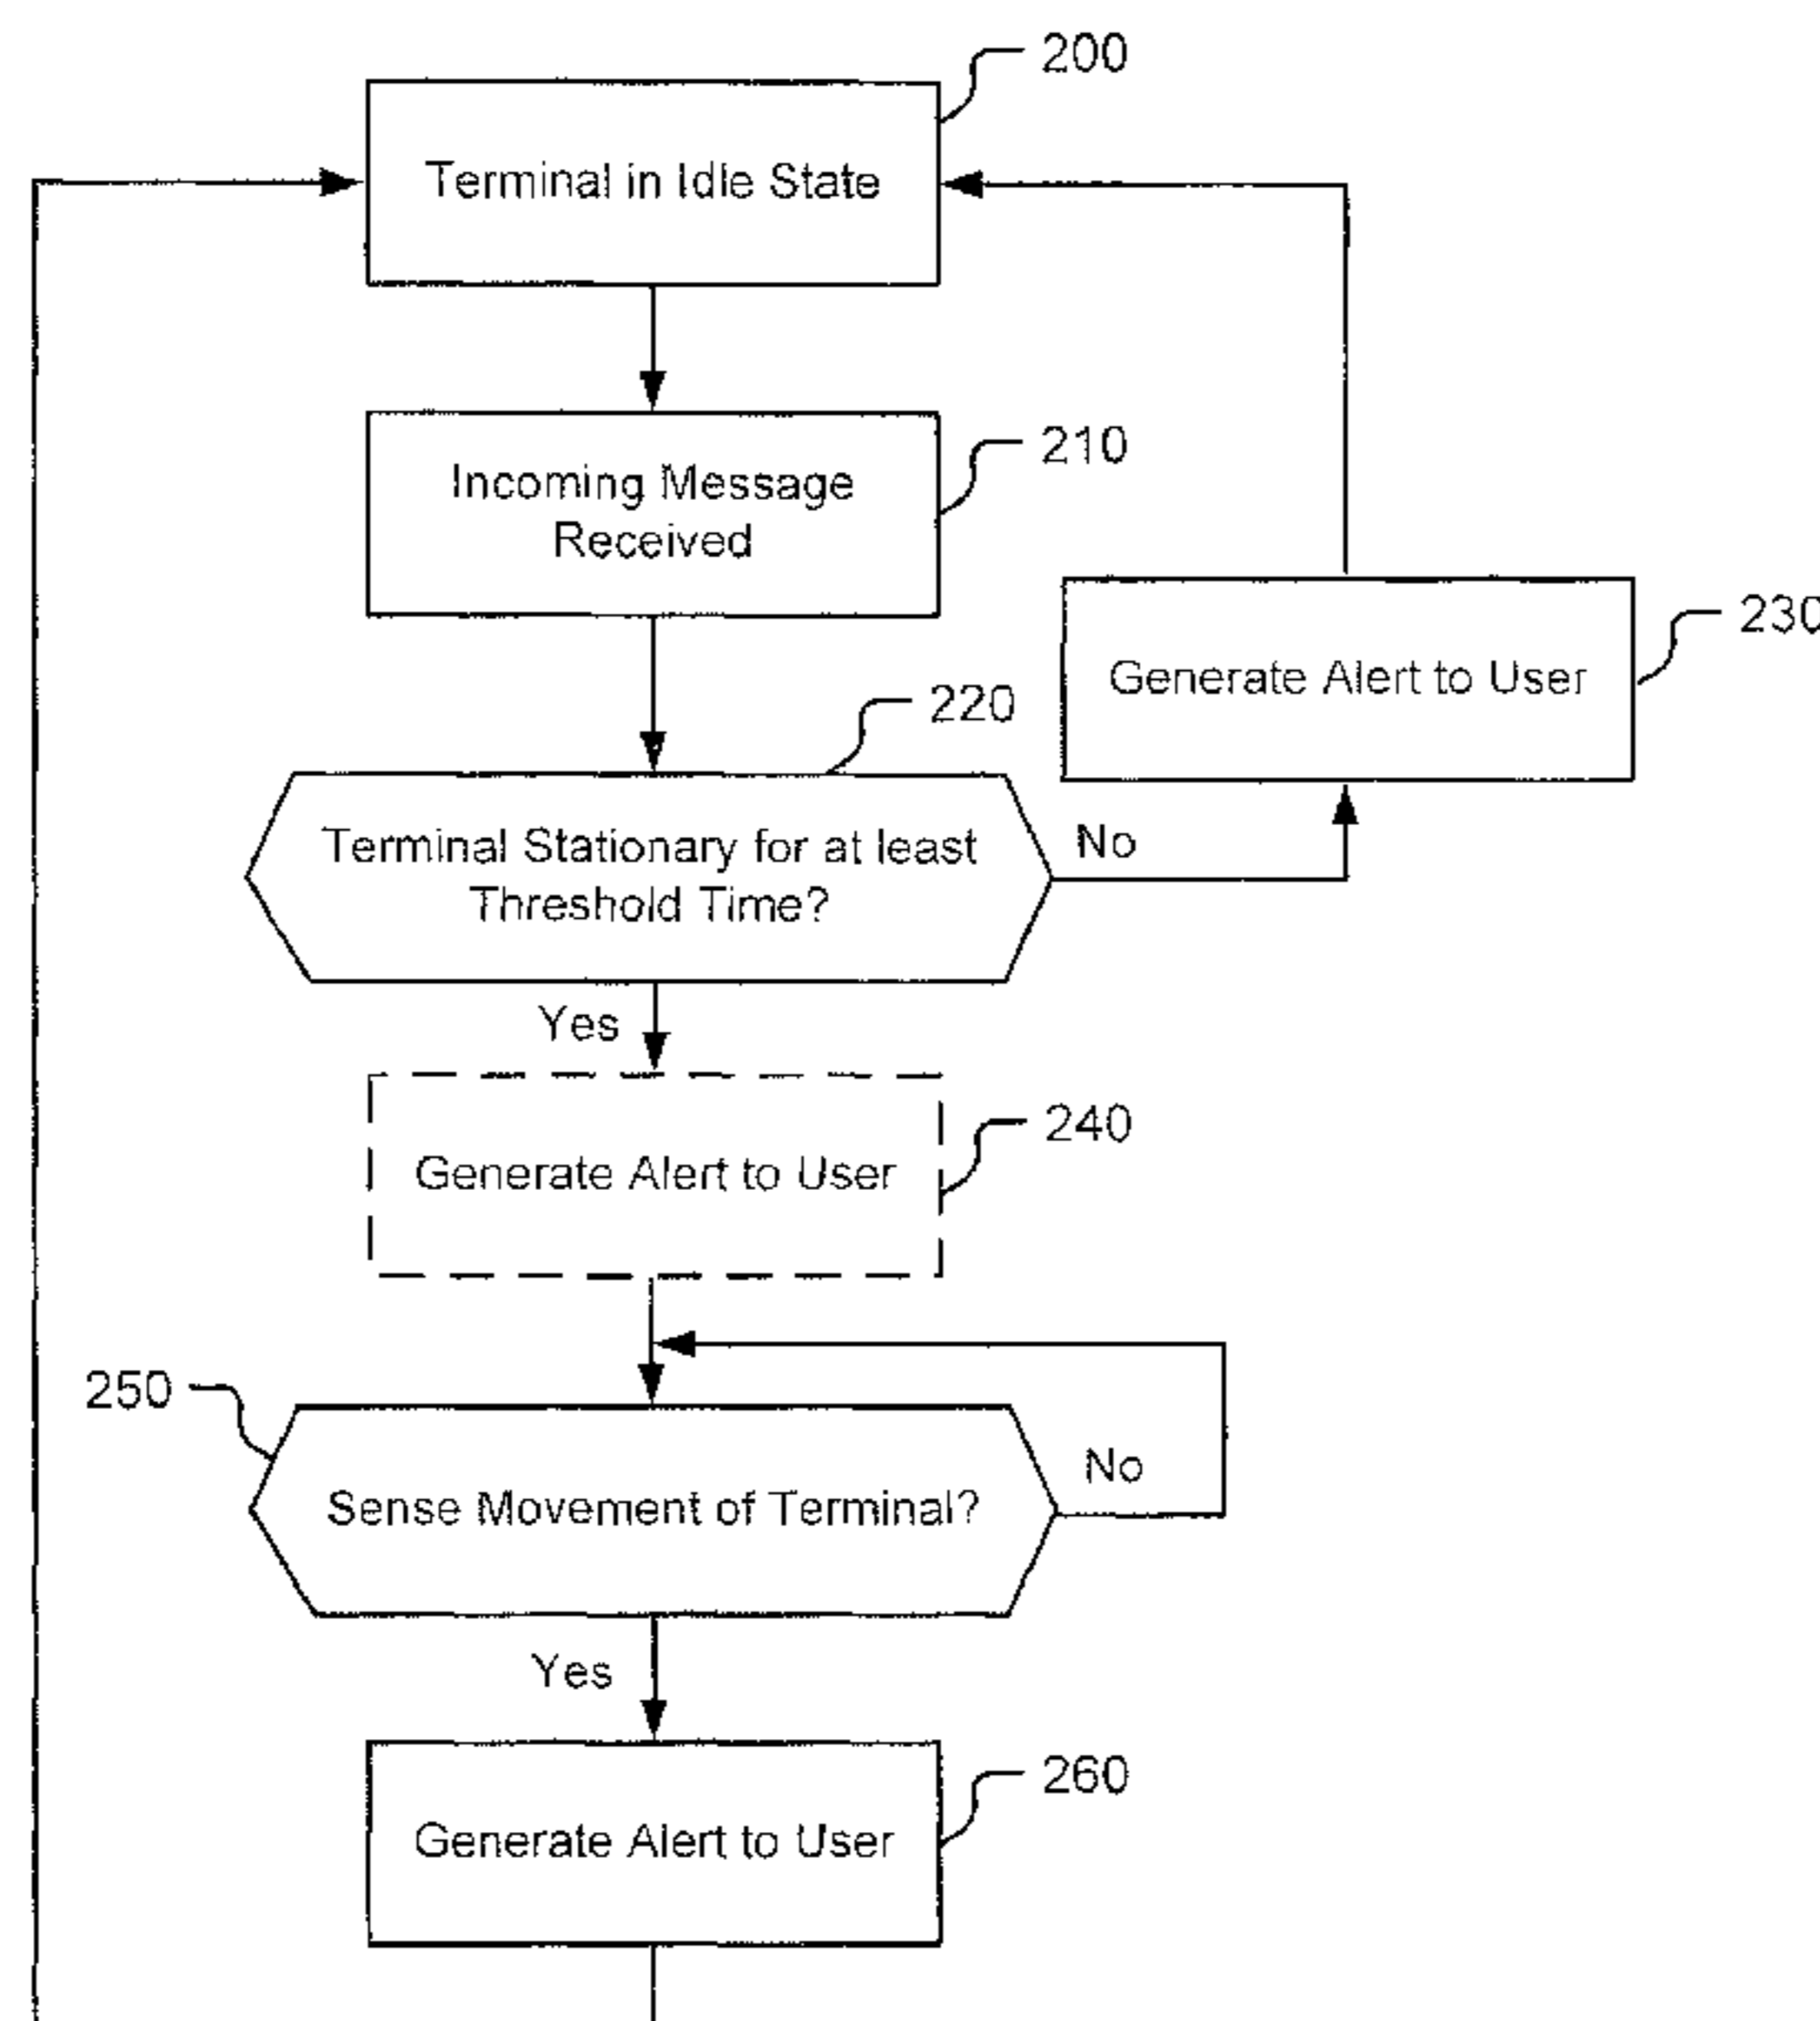 200
Terminal in Idle State
210
Incoming Message
Received
230
Generate Alert to User
220
Terminal Stationary for at least
Threshold Time?
No
Yes
240
Generate Alert to User
250
Sense Movement of Terminal?
No
Yes
260
Generate Alert to User